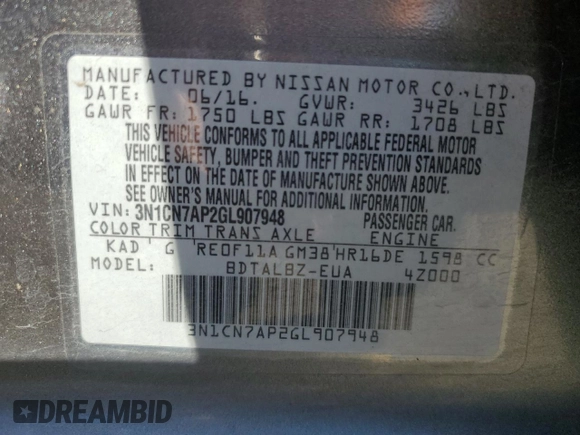 MANUFACTURED BY NISSAN MOTOR CO.,LTD.
DATE: 06/16. GVWR: 3426 LBS
GAWR FR: 1750 LBS GAWR RR: 1708 LBS
THIS VEHICLE CONFORMS TO ALL APPLICABLE FEDERAL MOTOR
VEHICLE SAFETY, BUMPER AND THEFT PREVENTION STANDARDS
IN EFFECT ON THE DATE OF MANUFACTURE SHOWN ABOVE.
SEE OWNER'S MANUAL FOR ADDITIONAL INFORMATION.
VIN: 3N1CN7AP2GL907948 PASSENGER CAR.
COLOR TRIM TRANS AXLE ENGINE
KAD ' G 'RE0F11A GM38'HR16DE 1598 CC
MODEL: BDTALBZ-EUA 4Z000
3N1CN7AP2GL907948
DREAMBID